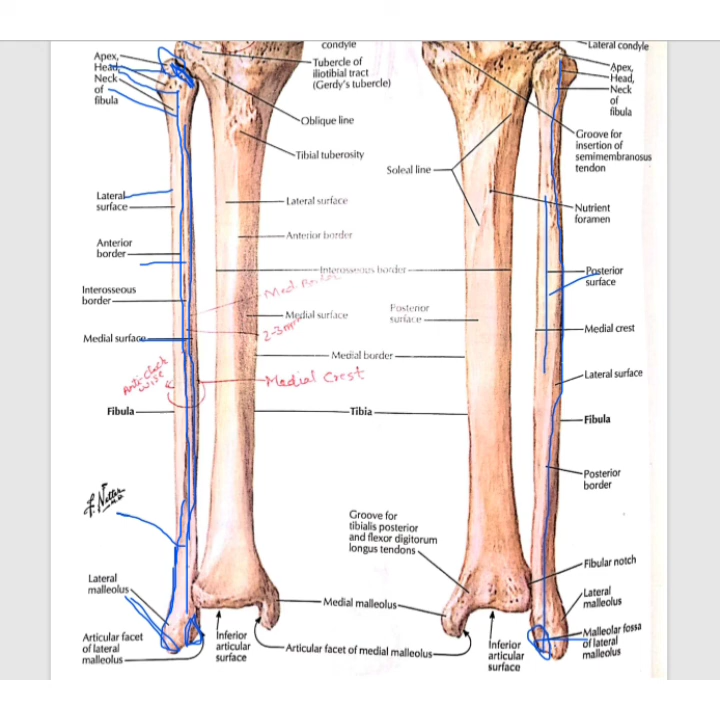 condyle
Apex,
Head,
Neck
of
fibula
Tubercle of
iliotibial tract
(Gerdy's tubercle)
Oblique line
Tibial tuberosity
Lateral
surface
Lateral surface
Anterior
border
Anterior border
Interosseous
border
Interosseous border
Med Border
Medial surface
Medial surface
2-3mm
Medial border
Anti-clock
wise
Medial Crest
Fibula
Tibia
F. Netter
M.D.
Groove for
tibialis posterior
and flexor digitorum
longus tendons
Lateral
malleolus
Medial malleolus
Articular facet
of lateral
malleolus
Inferior
articular
surface
Articular facet of medial malleolus
Inferior
articular
surface
Lateral condyle
Apex,
Head,
Neck
of
fibula
Groove for
insertion of
semimembranosus
tendon
Soleal line
Nutrient
foramen
Posterior
surface
Posterior
surface
Medial crest
Lateral surface
Fibula
Posterior
border
Fibular notch
Lateral
malleolus
Malleolar fossa
of lateral
malleolus